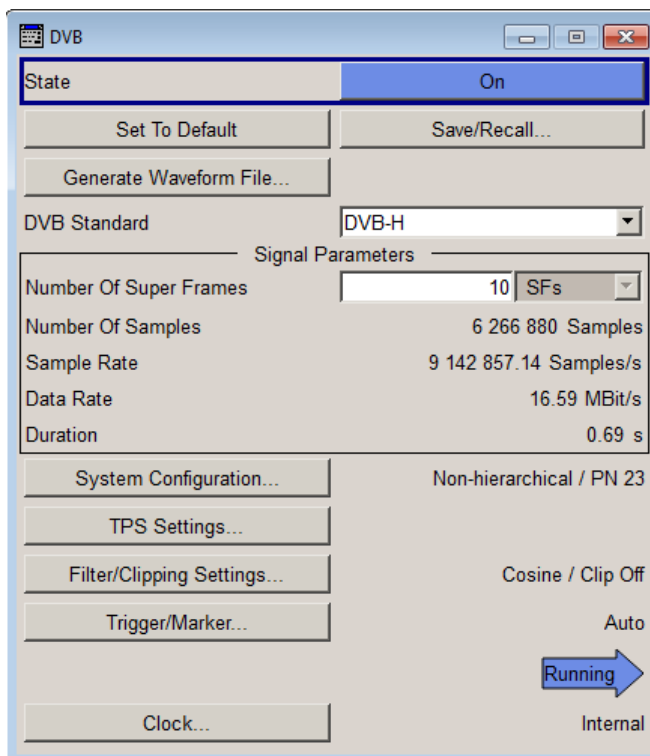 DVB
State On
Set To Default Save/Recall...
Generate Waveform File...
DVB Standard DVB-H
Signal Parameters
Number Of Super Frames 10 SFs
Number Of Samples 6 266 880 Samples
Sample Rate 9 142 857.14 Samples/s
Data Rate 16.59 MBit/s
Duration 0.69 s
System Configuration... Non-hierarchical / PN 23
TPS Settings...
Filter/Clipping Settings... Cosine / Clip Off
Trigger/Marker... Auto
Running
Clock... Internal